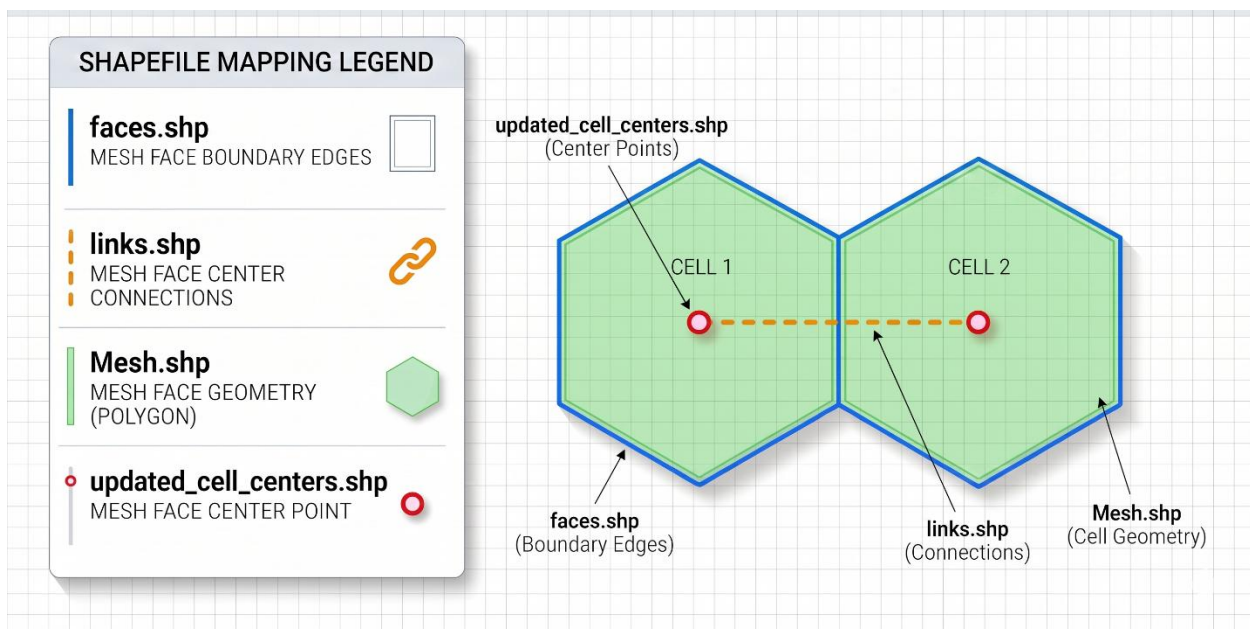 SHAPEFILE MAPPING LEGEND
faces.shp
MESH FACE BOUNDARY EDGES
links.shp
MESH FACE CENTER
CONNECTIONS
Mesh.shp
MESH FACE GEOMETRY
(POLYGON)
updated_cell_centers.shp
MESH FACE CENTER POINT
updated_cell_centers.shp
(Center Points)
CELL 1
CELL 2
faces.shp
(Boundary Edges)
links.shp
(Connections)
Mesh.shp
(Cell Geometry)